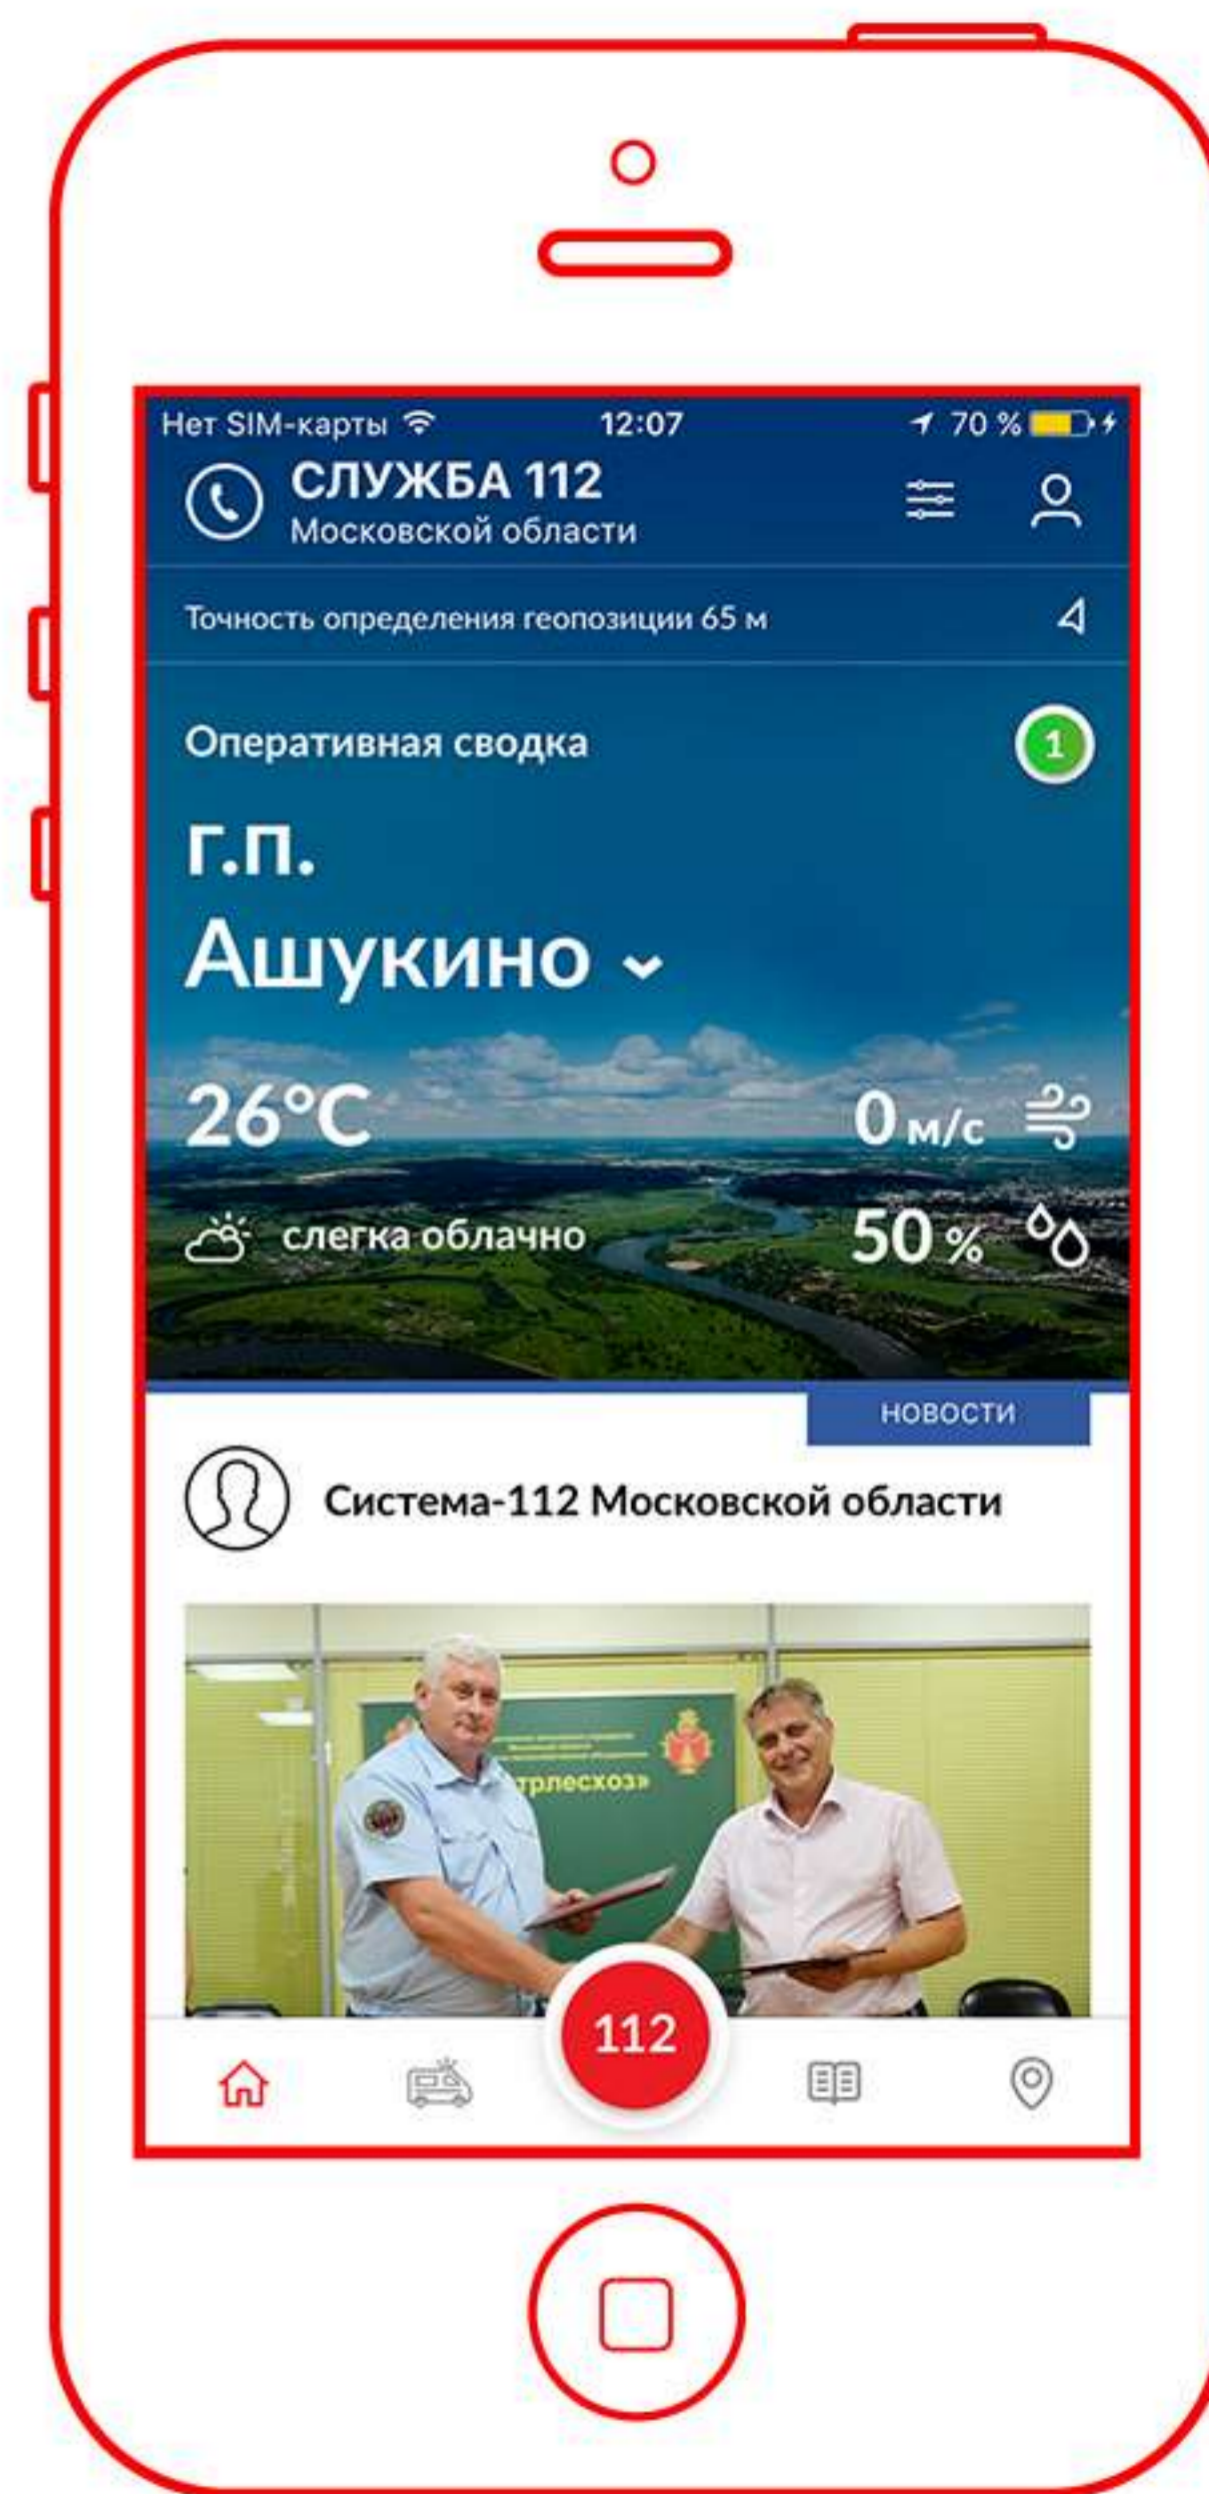 Нет SIM-карты 12:07 70 %
СЛУЖБА 112
Московской области
Точность определения геопозиции 65 м
Оперативная сводка 1
г.п.
Ашукино
26°C 0 м/с
слегка облачно 50 %
НОВОСТИ
Система-112 Московской области
трлесхоз»
112